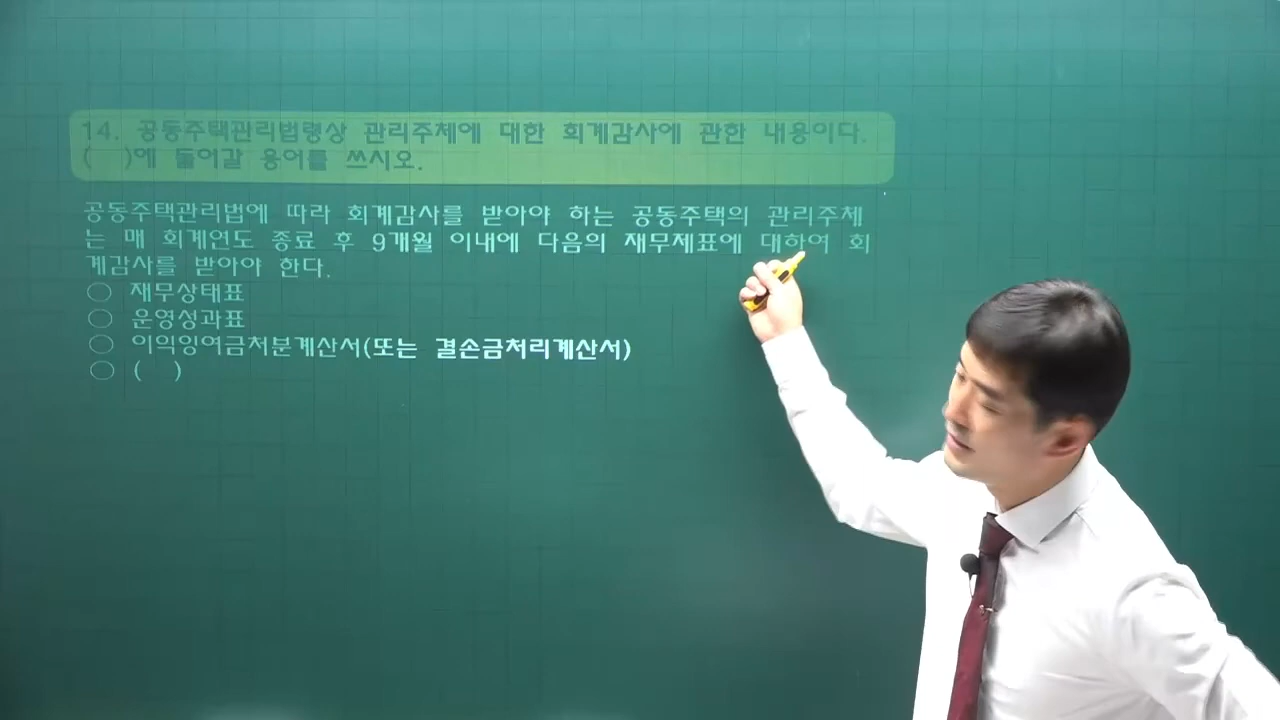 14. 공동주택관리법령상 관리주체에 대한 회계감사에 관한 내용이다.
(  )에 들어갈 용어를 쓰시오.
공동주택관리법에 따라 회계감사를 받아야 하는 공동주택의 관리주체
는 매 회계연도 종료 후 9개월 이내에 다음의 재무제표에 대하여 회
계감사를 받아야 한다.
○ 재무상태표
○ 운영성과표
○ 이익잉여금처분계산서(또는 결손금처리계산서)
○ (  )